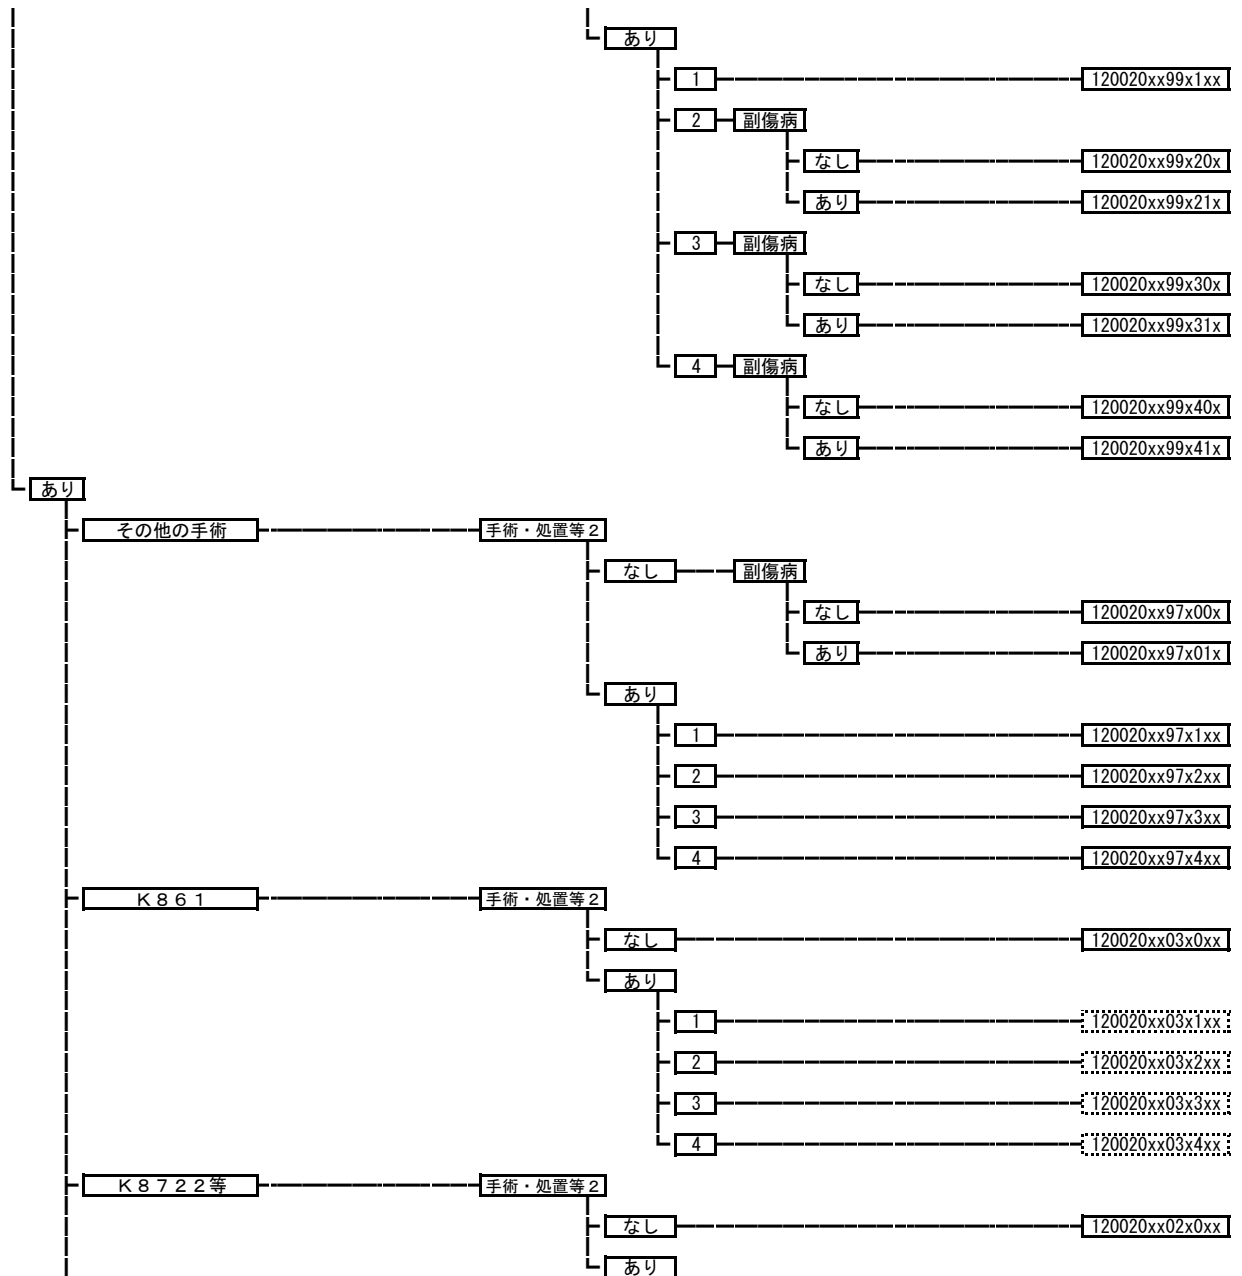 あり
1 120020xx99x1xx
2 副傷病
なし 120020xx99x20x
あり 120020xx99x21x
3 副傷病
なし 120020xx99x30x
あり 120020xx99x31x
4 副傷病
なし 120020xx99x40x
あり 120020xx99x41x
あり
その他の手術 手術・処置等2
なし 副傷病
なし 120020xx97x00x
あり 120020xx97x01x
あり
1 120020xx97x1xx
2 120020xx97x2xx
3 120020xx97x3xx
4 120020xx97x4xx
K861 手術・処置等2
なし 120020xx03x0xx
あり
1 120020xx03x1xx
2 120020xx03x2xx
3 120020xx03x3xx
4 120020xx03x4xx
K8722等 手術・処置等2
なし 120020xx02x0xx
あり